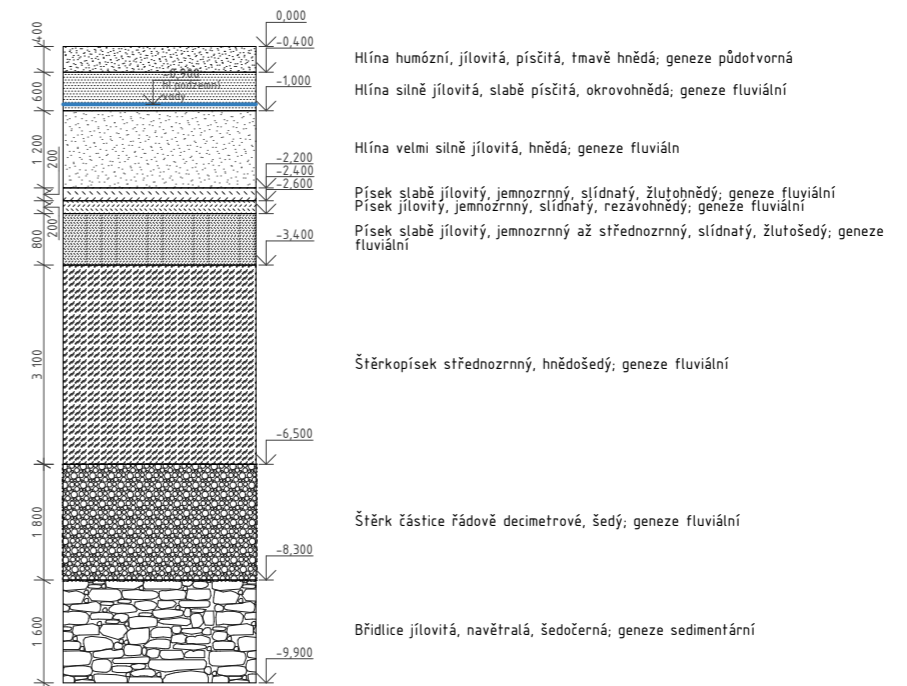 0,000
400
-0,400
Hlína humózní, jílovitá, písčitá, tmavě hnědá; geneze půdotvorná
-0,900
hl podzemní
vody
600
-1,000
Hlína silně jílovitá, slabě písčitá, okrovohnědá; geneze fluviální
1 200
Hlína velmi silně jílovitá, hnědá; geneze fluviáln
200
-2,200
-2,400
-2,600
Písek slabě jílovitý, jemnozrnný, slídnatý, žlutohnědý; geneze fluviální
Písek jílovitý, jemnozrnný, slídnatý, rezavohnědý; geneze fluviální
200
800
-3,400
Písek slabě jílovitý, jemnozrnný až střednozrnný, slídnatý, žlutošedý; geneze
fluviální
3 100
Štěrkopísek střednozrnný, hnědošedý; geneze fluviální
-6,500
1 800
Štěrk částice řádově decimetrové, šedý; geneze fluviální
-8,300
1 600
Břidlice jílovitá, navětralá, šedočerná; geneze sedimentární
-9,900